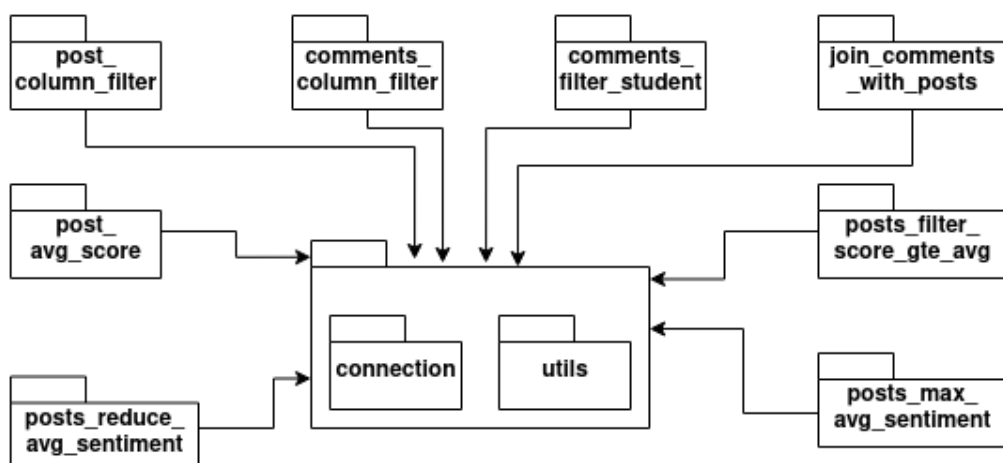 post_
column_filter
comments_
column_filter
comments_
filter_student
join_comments
_with_posts
post_
avg_score
posts_filter_
score_gte_avg
connection
utils
posts_reduce_
avg_sentiment
posts_max_
avg_sentiment